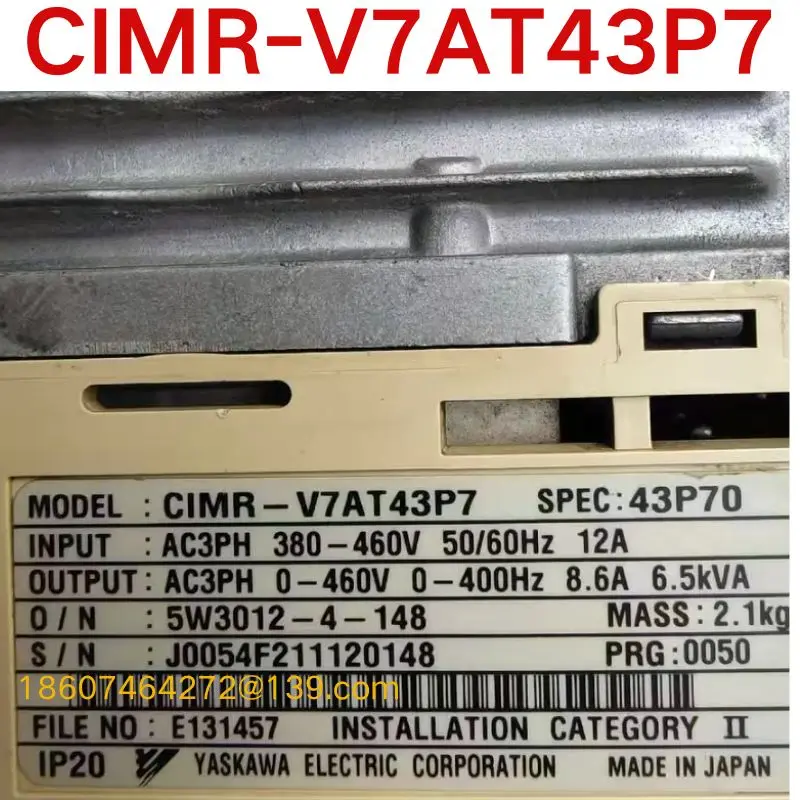 CIMR-V7AT43P7
MODEL : CIMR-V7AT43P7 SPEC:43P70
INPUT : AC3PH 380-460V 50/60Hz 12A
OUTPUT : AC3PH 0-460V 0-400Hz 8.6A 6.5kVA
O/N : 5W3012-4-148 MASS:2.1kg
S/N : J0054F211120148 PRG:0050
18607464272@139.com
FILE NO : E131457 INSTALLATION CATEGORY II
IP20 YASKAWA ELECTRIC CORPORATION MADE IN JAPAN